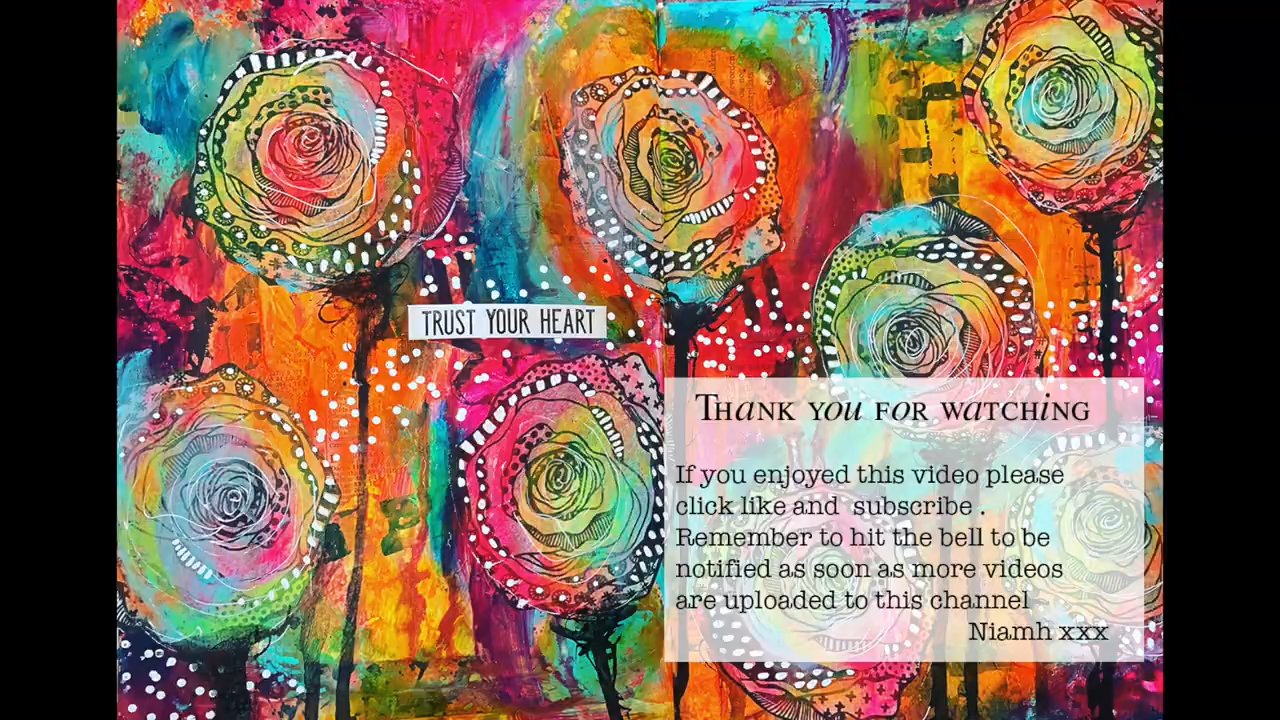 TRUST YOUR HEART
THANK YOU FOR WATCHING
If you enjoyed this video please
click like and subscribe .
Remember to hit the bell to be
notified as soon as more videos
are uploaded to this channel
Niamh xxx